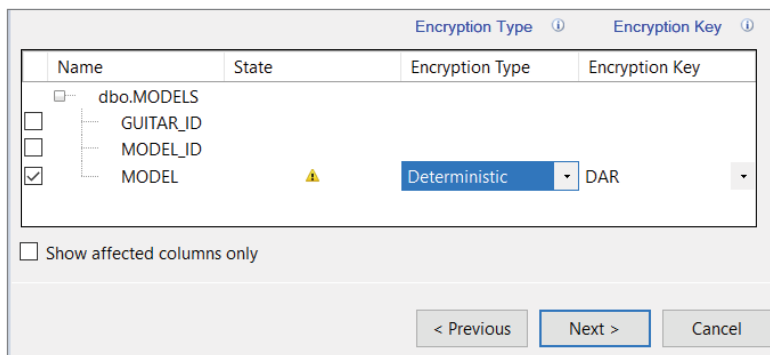 Encryption Type Encryption Key
Name State Encryption Type Encryption Key
dbo.MODELS
GUITAR_ID
MODEL_ID
MODEL Deterministic DAR
Show affected columns only
< Previous Next > Cancel